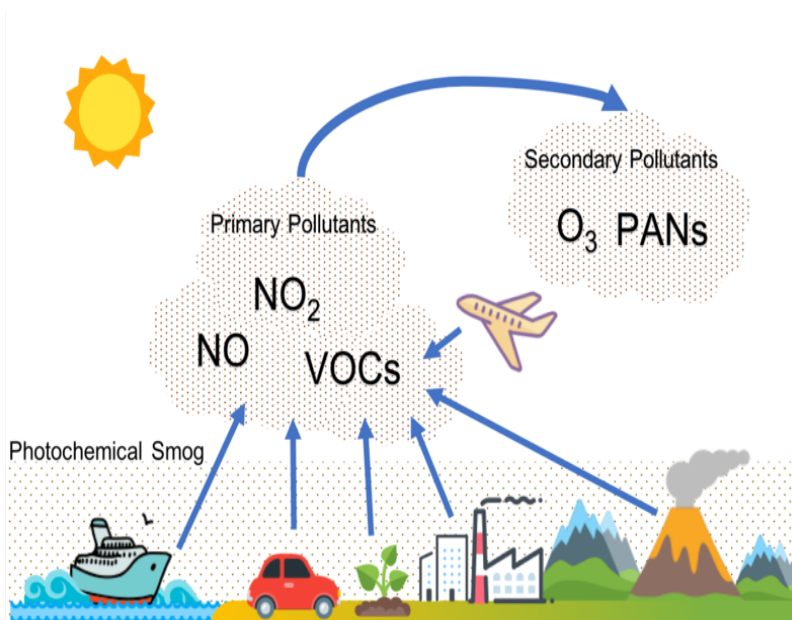 Secondary Pollutants
O₃ PANs
Primary Pollutants
NO₂
NO
VOCs
Photochemical Smog